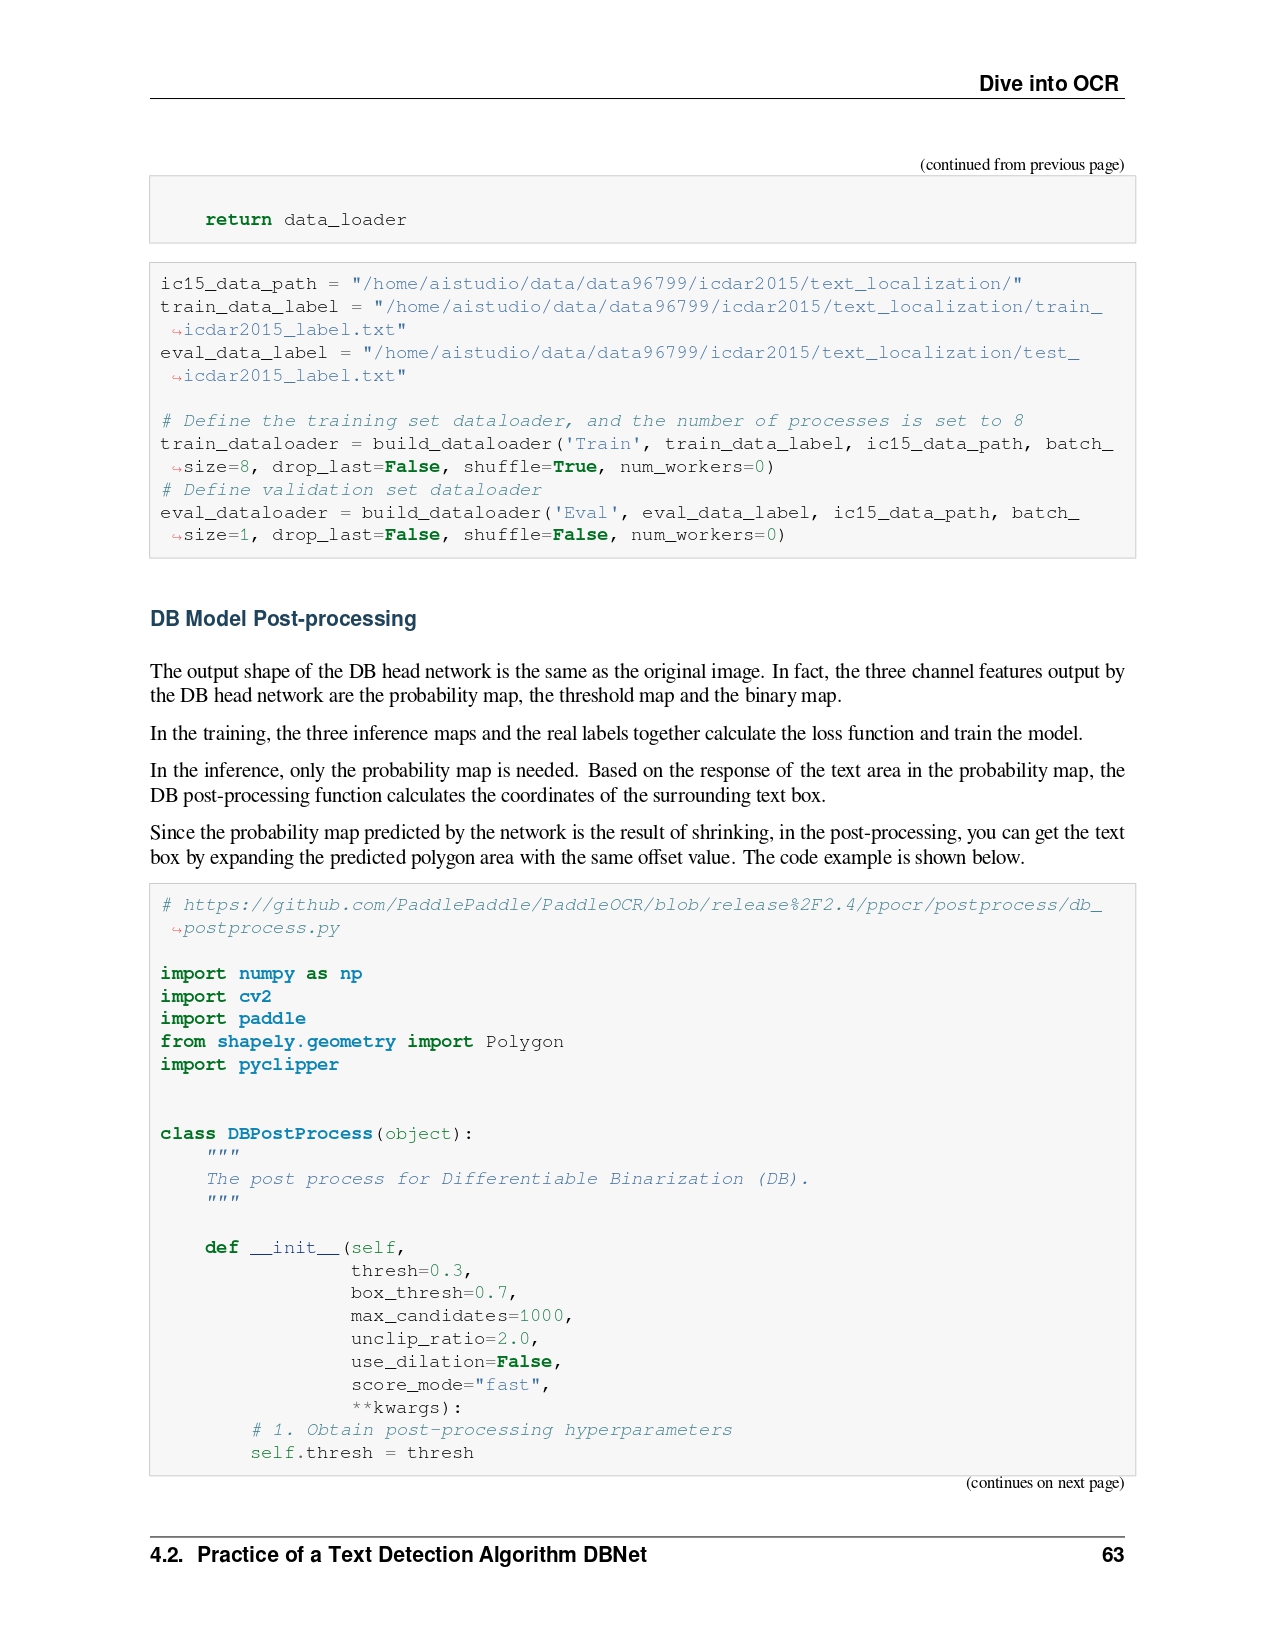 Dive into OCR
(continued from previous page)
    return data_loader
ic15_data_path = "/home/aistudio/data/data96799/icdar2015/text_localization/"
train_data_label = "/home/aistudio/data/data96799/icdar2015/text_localization/train_
 ↪icdar2015_label.txt"
eval_data_label = "/home/aistudio/data/data96799/icdar2015/text_localization/test_
 ↪icdar2015_label.txt"
# Define the training set dataloader, and the number of processes is set to 8
train_dataloader = build_dataloader('Train', train_data_label, ic15_data_path, batch_
 ↪size=8, drop_last=False, shuffle=True, num_workers=0)
# Define validation set dataloader
eval_dataloader = build_dataloader('Eval', eval_data_label, ic15_data_path, batch_
 ↪size=1, drop_last=False, shuffle=False, num_workers=0)
DB Model Post-processing
The output shape of the DB head network is the same as the original image. In fact, the three channel features output by
the DB head network are the probability map, the threshold map and the binary map.
In the training, the three inference maps and the real labels together calculate the loss function and train the model.
In the inference, only the probability map is needed. Based on the response of the text area in the probability map, the
DB post-processing function calculates the coordinates of the surrounding text box.
Since the probability map predicted by the network is the result of shrinking, in the post-processing, you can get the text
box by expanding the predicted polygon area with the same offset value. The code example is shown below.
# https://github.com/PaddlePaddle/PaddleOCR/blob/release%2F2.4/ppocr/postprocess/db_
 ↪postprocess.py
import numpy as np
import cv2
import paddle
from shapely.geometry import Polygon
import pyclipper
class DBPostProcess(object):
    """
    The post process for Differentiable Binarization (DB).
    """
    def __init__(self,
                 thresh=0.3,
                 box_thresh=0.7,
                 max_candidates=1000,
                 unclip_ratio=2.0,
                 use_dilation=False,
                 score_mode="fast",
                 **kwargs):
        # 1. Obtain post-processing hyperparameters
        self.thresh = thresh
(continues on next page)
4.2. Practice of a Text Detection Algorithm DBNet 63